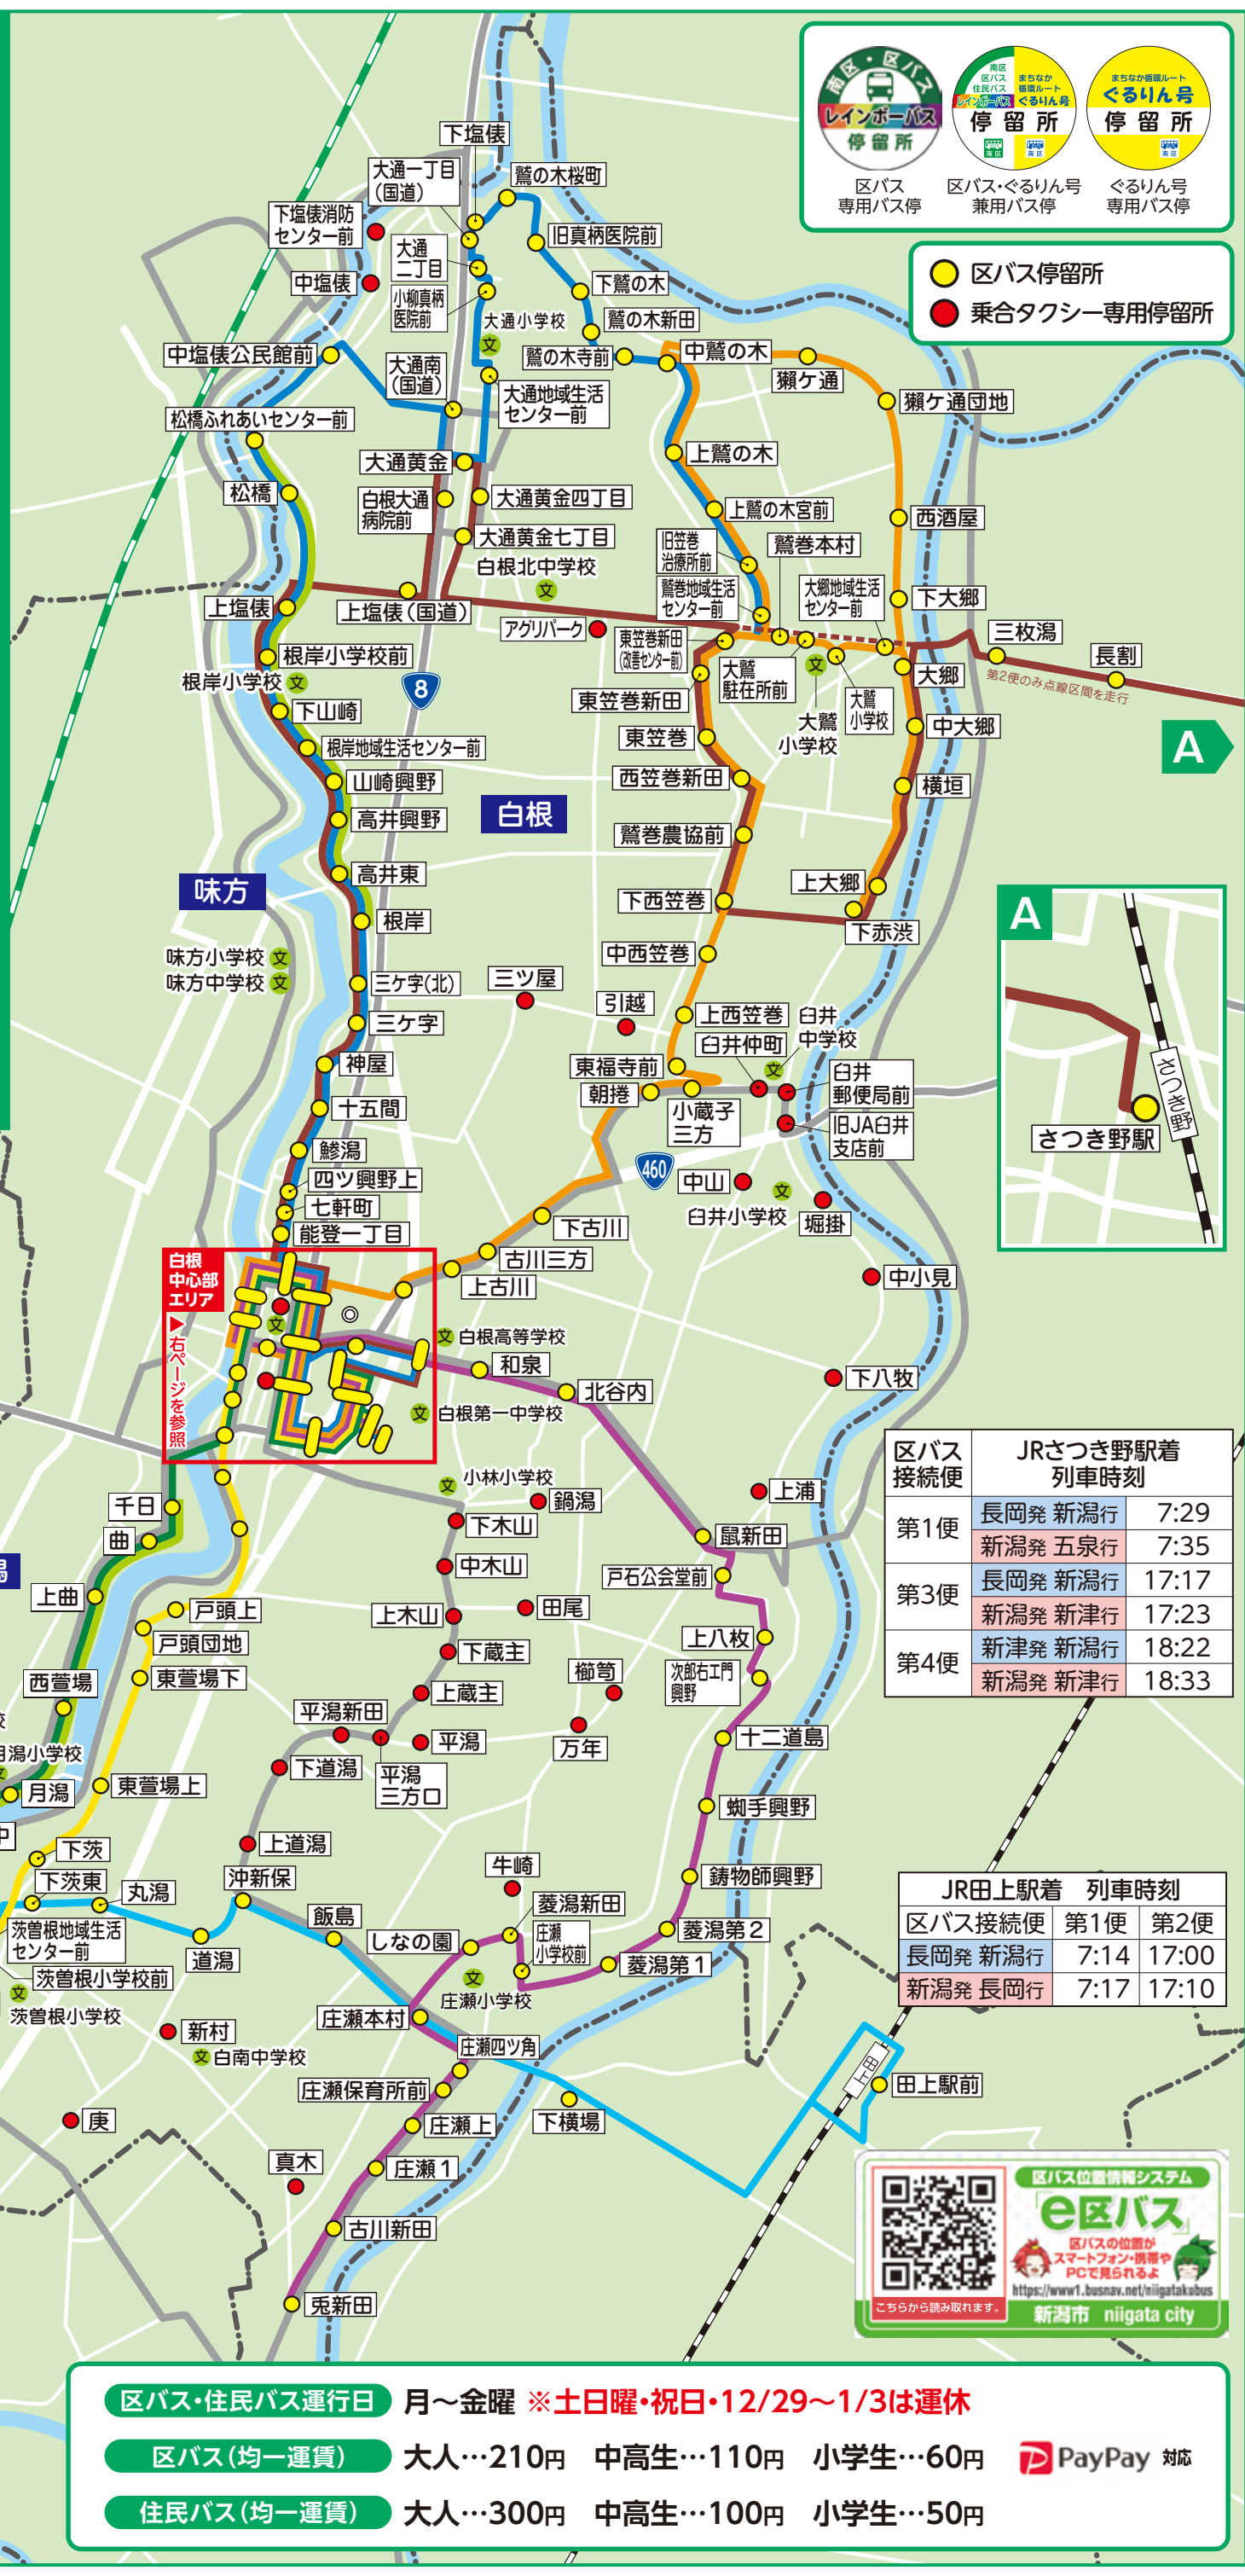 南区・区バス
レインボーバス
停留所
区バス
専用バス停
南区
区バス
住民バス
レインボーバス
まちなか
循環ルート
ぐるりん号
停留所
南区
南区
区バス・ぐるりん号
兼用バス停
まちなか循環ルート
ぐるりん号
停留所
南区
ぐるりん号
専用バス停
区バス停留所
乗合タクシー専用停留所
下塩俵
大通一丁目
（国道）
鷲の木桜町
下塩俵消防
センター前
旧真柄医院前
大通
二丁目
中塩俵
小柳真柄
医院前
下鷲の木
大通小学校
文
鷲の木新田
中塩俵公民館前
大通南
（国道）
鷲の木寺前
中鷲の木
獺ケ通
大通地域生活
センター前
獺ケ通団地
松橋ふれあいセンター前
大通黄金
上鷲の木
松橋
白根大通
病院前
大通黄金四丁目
上鷲の木宮前
西酒屋
大通黄金七丁目
旧笠巻
治療所前
鷲巻本村
白根北中学校
文
鷲巻地域生活
センター前
大郷地域生活
センター前
下大郷
上塩俵
上塩俵（国道）
アグリパーク
東笠巻新田
（改善センター前）
三枚潟
長割
第2便のみ点線区間を走行
根岸小学校前
根岸小学校
文
8
大鷲
駐在所前
文
大鷲
小学校
大鷲
小学校
大郷
東笠巻新田
中大郷
A
下山崎
根岸地域生活センター前
東笠巻
山崎興野
西笠巻新田
横垣
白根
高井興野
鷲巻農協前
高井東
味方
上大郷
下西笠巻
下赤渋
根岸
味方小学校
文
味方中学校
文
中西笠巻
三ケ字(北)
三ツ屋
引越
三ケ字
上西笠巻
臼井
中学校
文
臼井仲町
神屋
東福寺前
臼井
郵便局前
朝捲
小蔵子
三方
旧JA臼井
支店前
十五間
鯵潟
460
四ツ興野上
中山
文
臼井小学校
堀掛
七軒町
能登一丁目
下古川
古川三方
上古川
中小見
A
さつき野
さつき野駅
白根
中心部
エリア
▶右ページを参照
文
文
白根高等学校
和泉
北谷内
下八枚
文
白根第一中学校
区バス
接続便
JRさつき野駅着
列車時刻
第1便
長岡発 新潟行
7:29
新潟発 五泉行
7:35
第3便
長岡発 新潟行
17:17
新潟発 新津行
17:23
第4便
新津発 新潟行
18:22
新潟発 新津行
18:33
小林小学校
文
鍋潟
上浦
千日
下木山
鼠新田
曲
中木山
戸石公会堂前
上曲
戸頭上
上木山
田尾
上八枚
戸頭団地
下蔵主
西萱場
東萱場下
櫛笥
次郎右エ門
興野
上蔵主
平潟新田
平潟
万年
十二道島
月潟小学校
下道潟
平潟
三方口
月潟
東萱場上
蜘手興野
上道潟
下茨
牛崎
鋳物師興野
下茨東
丸潟
沖新保
飯島
しなの園
菱潟新田
庄瀬
小学校前
菱潟第2
茨曽根地域生活
センター前
道潟
菱潟第1
茨曽根小学校前
文
茨曽根小学校
文
庄瀬小学校
JR田上駅着　列車時刻
区バス接続便 第1便 第2便
長岡発 新潟行 7:14 17:00
新潟発 長岡行 7:17 17:10
新村
文
白南中学校
庄瀬本村
庄瀬四ツ角
庄瀬保育所前
田上
田上駅前
庚
庄瀬上
下横場
真木
庄瀬1
古川新田
兎新田
区バス位置情報システム
「e区バス」
区バスの位置が
スマートフォン・携帯や
PCで見られるよ
https://www1.busnav.net/niigatakubus
こちらから読み取れます。
新潟市 niigata city
区バス・住民バス運行日 月〜金曜 ※土日曜・祝日・12/29〜1/3は運休
区バス（均一運賃） 大人…210円 中高生…110円 小学生…60円 PayPay 対応
住民バス（均一運賃） 大人…300円 中高生…100円 小学生…50円